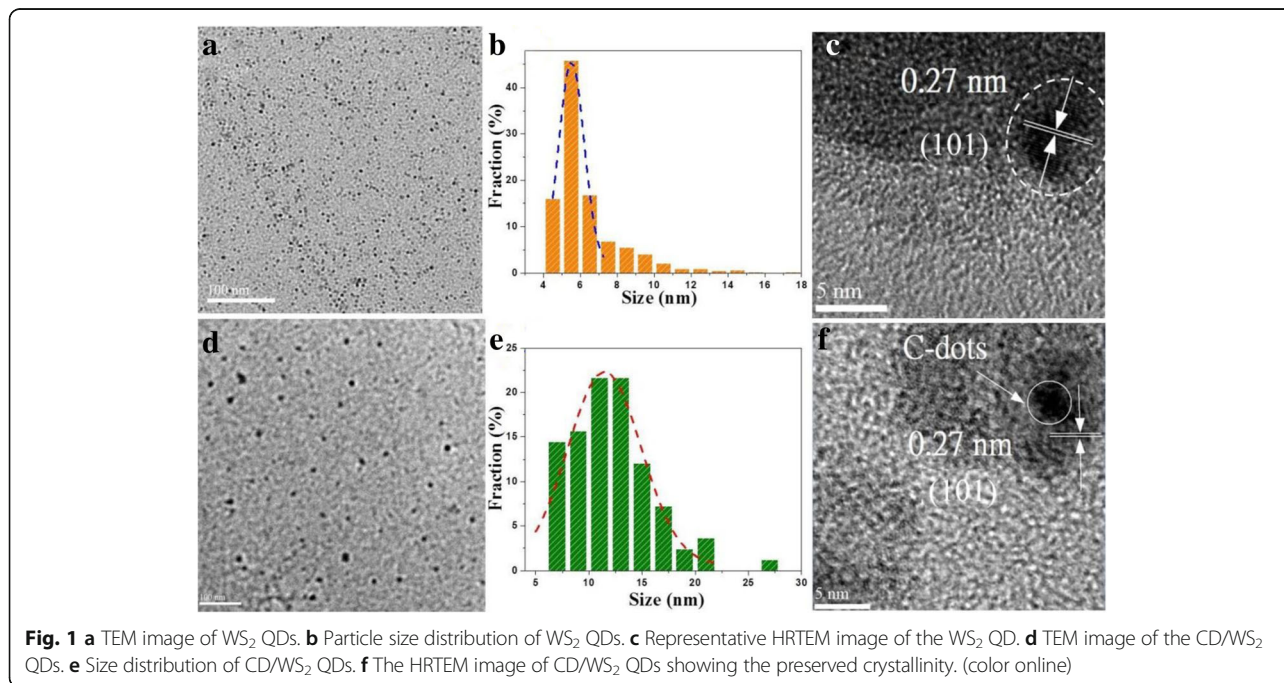 a
100 nm
b
Fraction (%)
40
30
20
10
0
4 6 8 10 12 14 16 18
Size (nm)
c
0.27 nm
(101)
5 nm
d
100 nm
e
Fraction (%)
25
20
15
10
5
0
5 10 15 20 25 30
Size (nm)
f
C-dots
0.27 nm
(101)
5 nm
Fig. 1 a TEM image of WS₂ QDs. b Particle size distribution of WS₂ QDs. c Representative HRTEM image of the WS₂ QD. d TEM image of the CD/WS₂
QDs. e Size distribution of CD/WS₂ QDs. f The HRTEM image of CD/WS₂ QDs showing the preserved crystallinity. (color online)